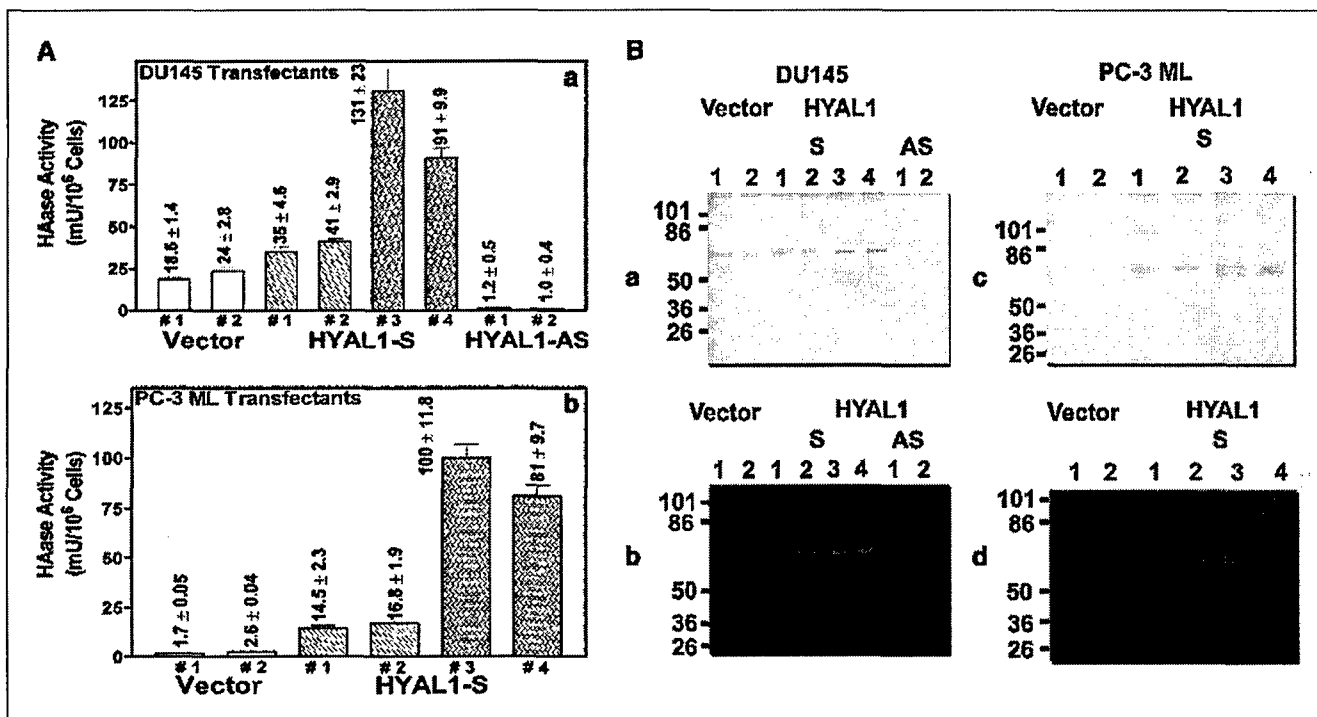 A
DU145 Transfectants
a
HAase Activity
(mU/10⁶ Cells)
125
100
75
50
25
0
18.6 ± 1.4
24 ± 2.8
35 ± 4.6
41 ± 2.9
131 ± 23
91 ± 9.9
1.2 ± 0.5
1.0 ± 0.4
#1 #2 #1 #2 #3 #4 #1 #2
Vector HYAL1-S HYAL1-AS
PC-3 ML Transfectants
b
HAase Activity
(mU/10⁶ Cells)
125
100
75
50
25
0
1.7 ± 0.05
2.6 ± 0.04
14.5 ± 2.3
16.8 ± 1.9
100 ± 11.8
81 ± 9.7
#1 #2 #1 #2 #3 #4
Vector HYAL1-S
B
DU145
Vector HYAL1
S AS
1 2 1 2 3 4 1 2
101
86
50
36
26
a
PC-3 ML
Vector HYAL1
S
1 2 1 2 3 4
101
86
50
36
26
c
Vector HYAL1
S AS
1 2 1 2 3 4 1 2
101
86
50
36
26
b
Vector HYAL1
S
1 2 1 2 3 4
101
86
50
36
26
d